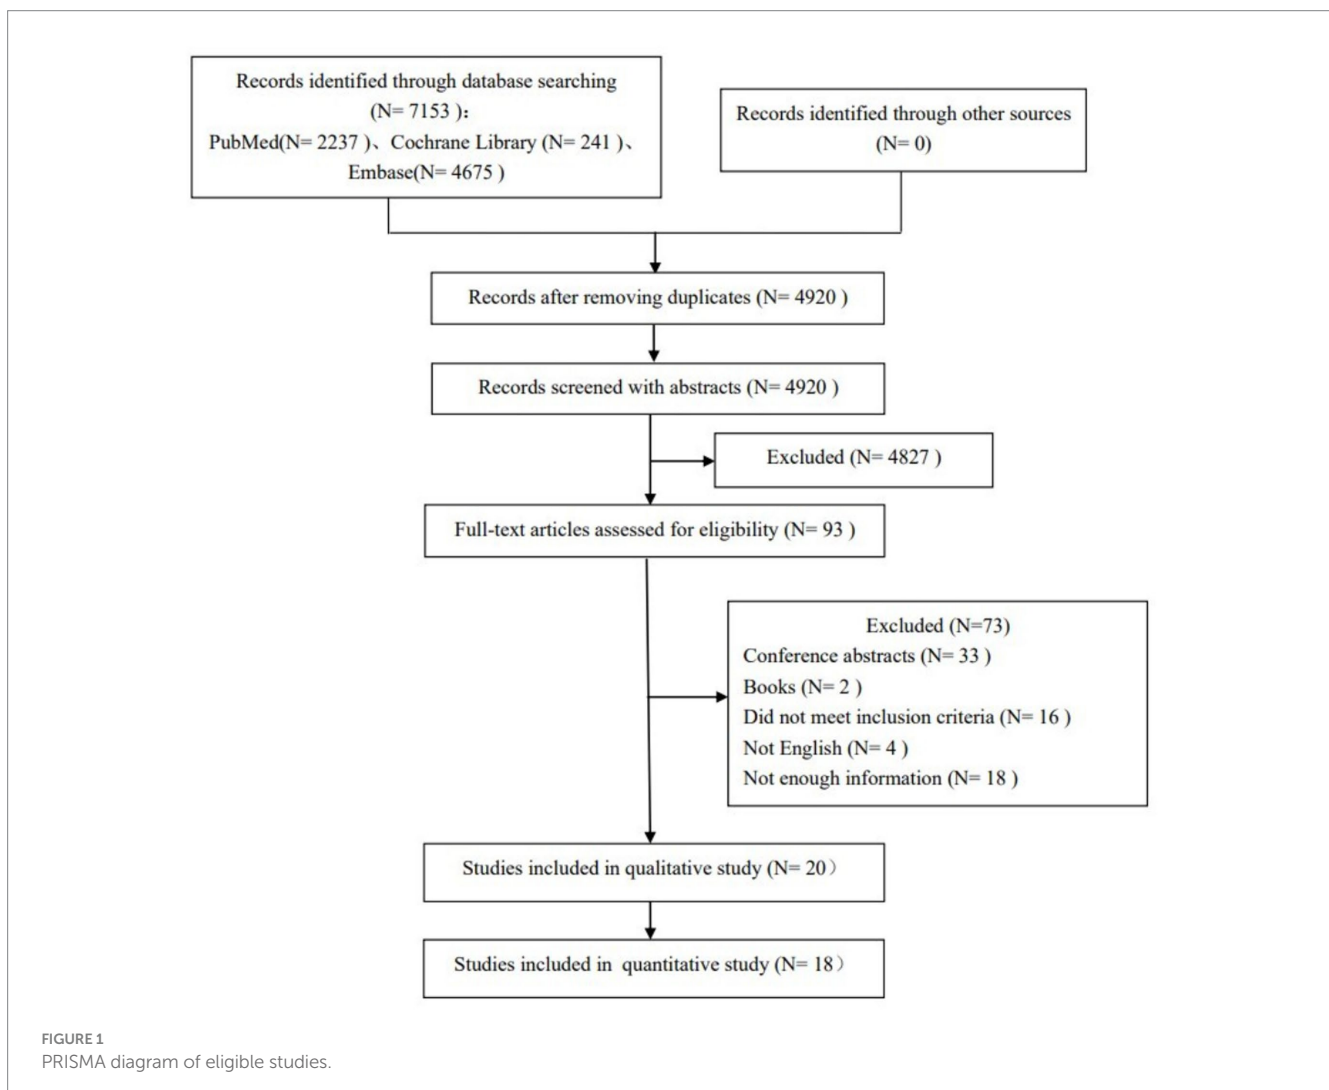 Records identified through database searching
(N= 7153 ):
PubMed(N= 2237 )、Cochrane Library (N= 241 )、
Embase(N= 4675 )
Records identified through other sources
(N= 0)
Records after removing duplicates (N= 4920 )
Records screened with abstracts (N= 4920 )
Excluded (N= 4827 )
Full-text articles assessed for eligibility (N= 93 )
Excluded (N=73)
Conference abstracts (N= 33 )
Books (N= 2 )
Did not meet inclusion criteria (N= 16 )
Not English (N= 4 )
Not enough information (N= 18 )
Studies included in qualitative study (N= 20）
Studies included in quantitative study (N= 18）
FIGURE 1
PRISMA diagram of eligible studies.